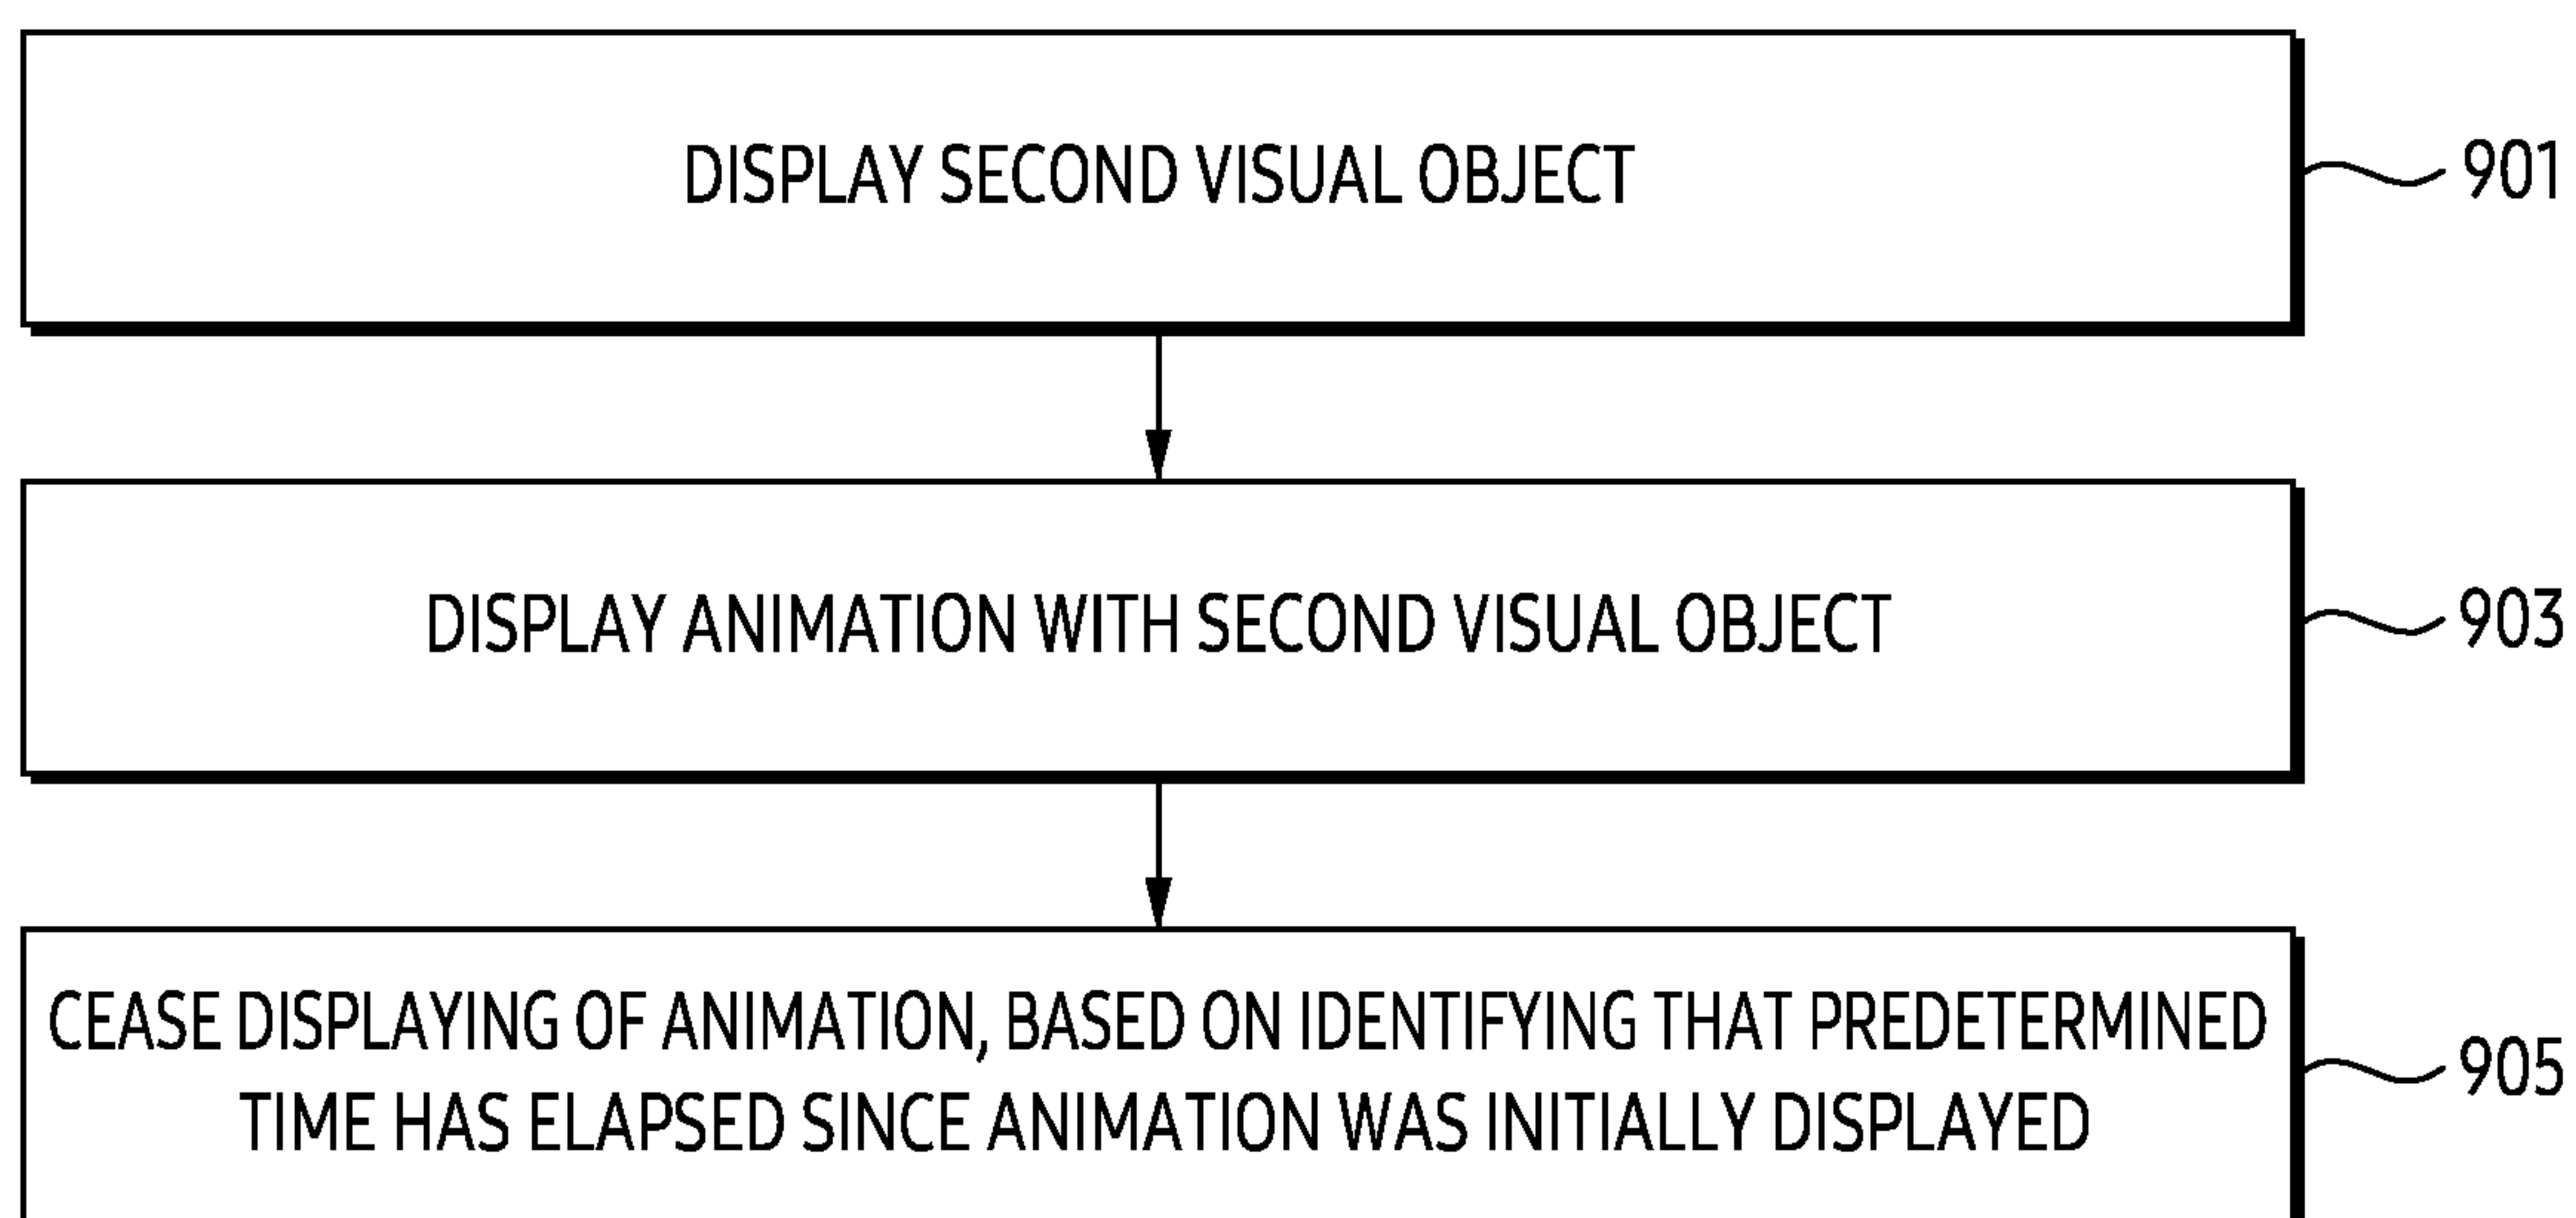 DISPLAY SECOND VISUAL OBJECT
901
DISPLAY ANIMATION WITH SECOND VISUAL OBJECT
903
CEASE DISPLAYING OF ANIMATION, BASED ON IDENTIFYING THAT PREDETERMINED
TIME HAS ELAPSED SINCE ANIMATION WAS INITIALLY DISPLAYED
905